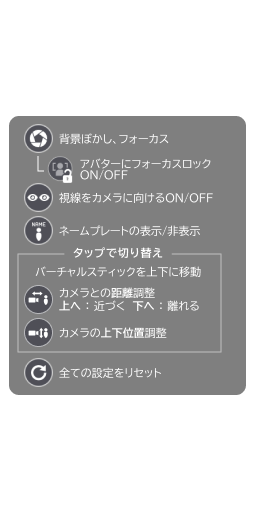 背景ぼかし、フォーカス
アバターにフォーカスロック
ON/OFF
視線をカメラに向けるON/OFF
NAME
ネームプレートの表示/非表示
タップで切り替え
バーチャルスティックを上下に移動
カメラとの距離調整
上へ：近づく 下へ：離れる
カメラの上下位置調整
全ての設定をリセット